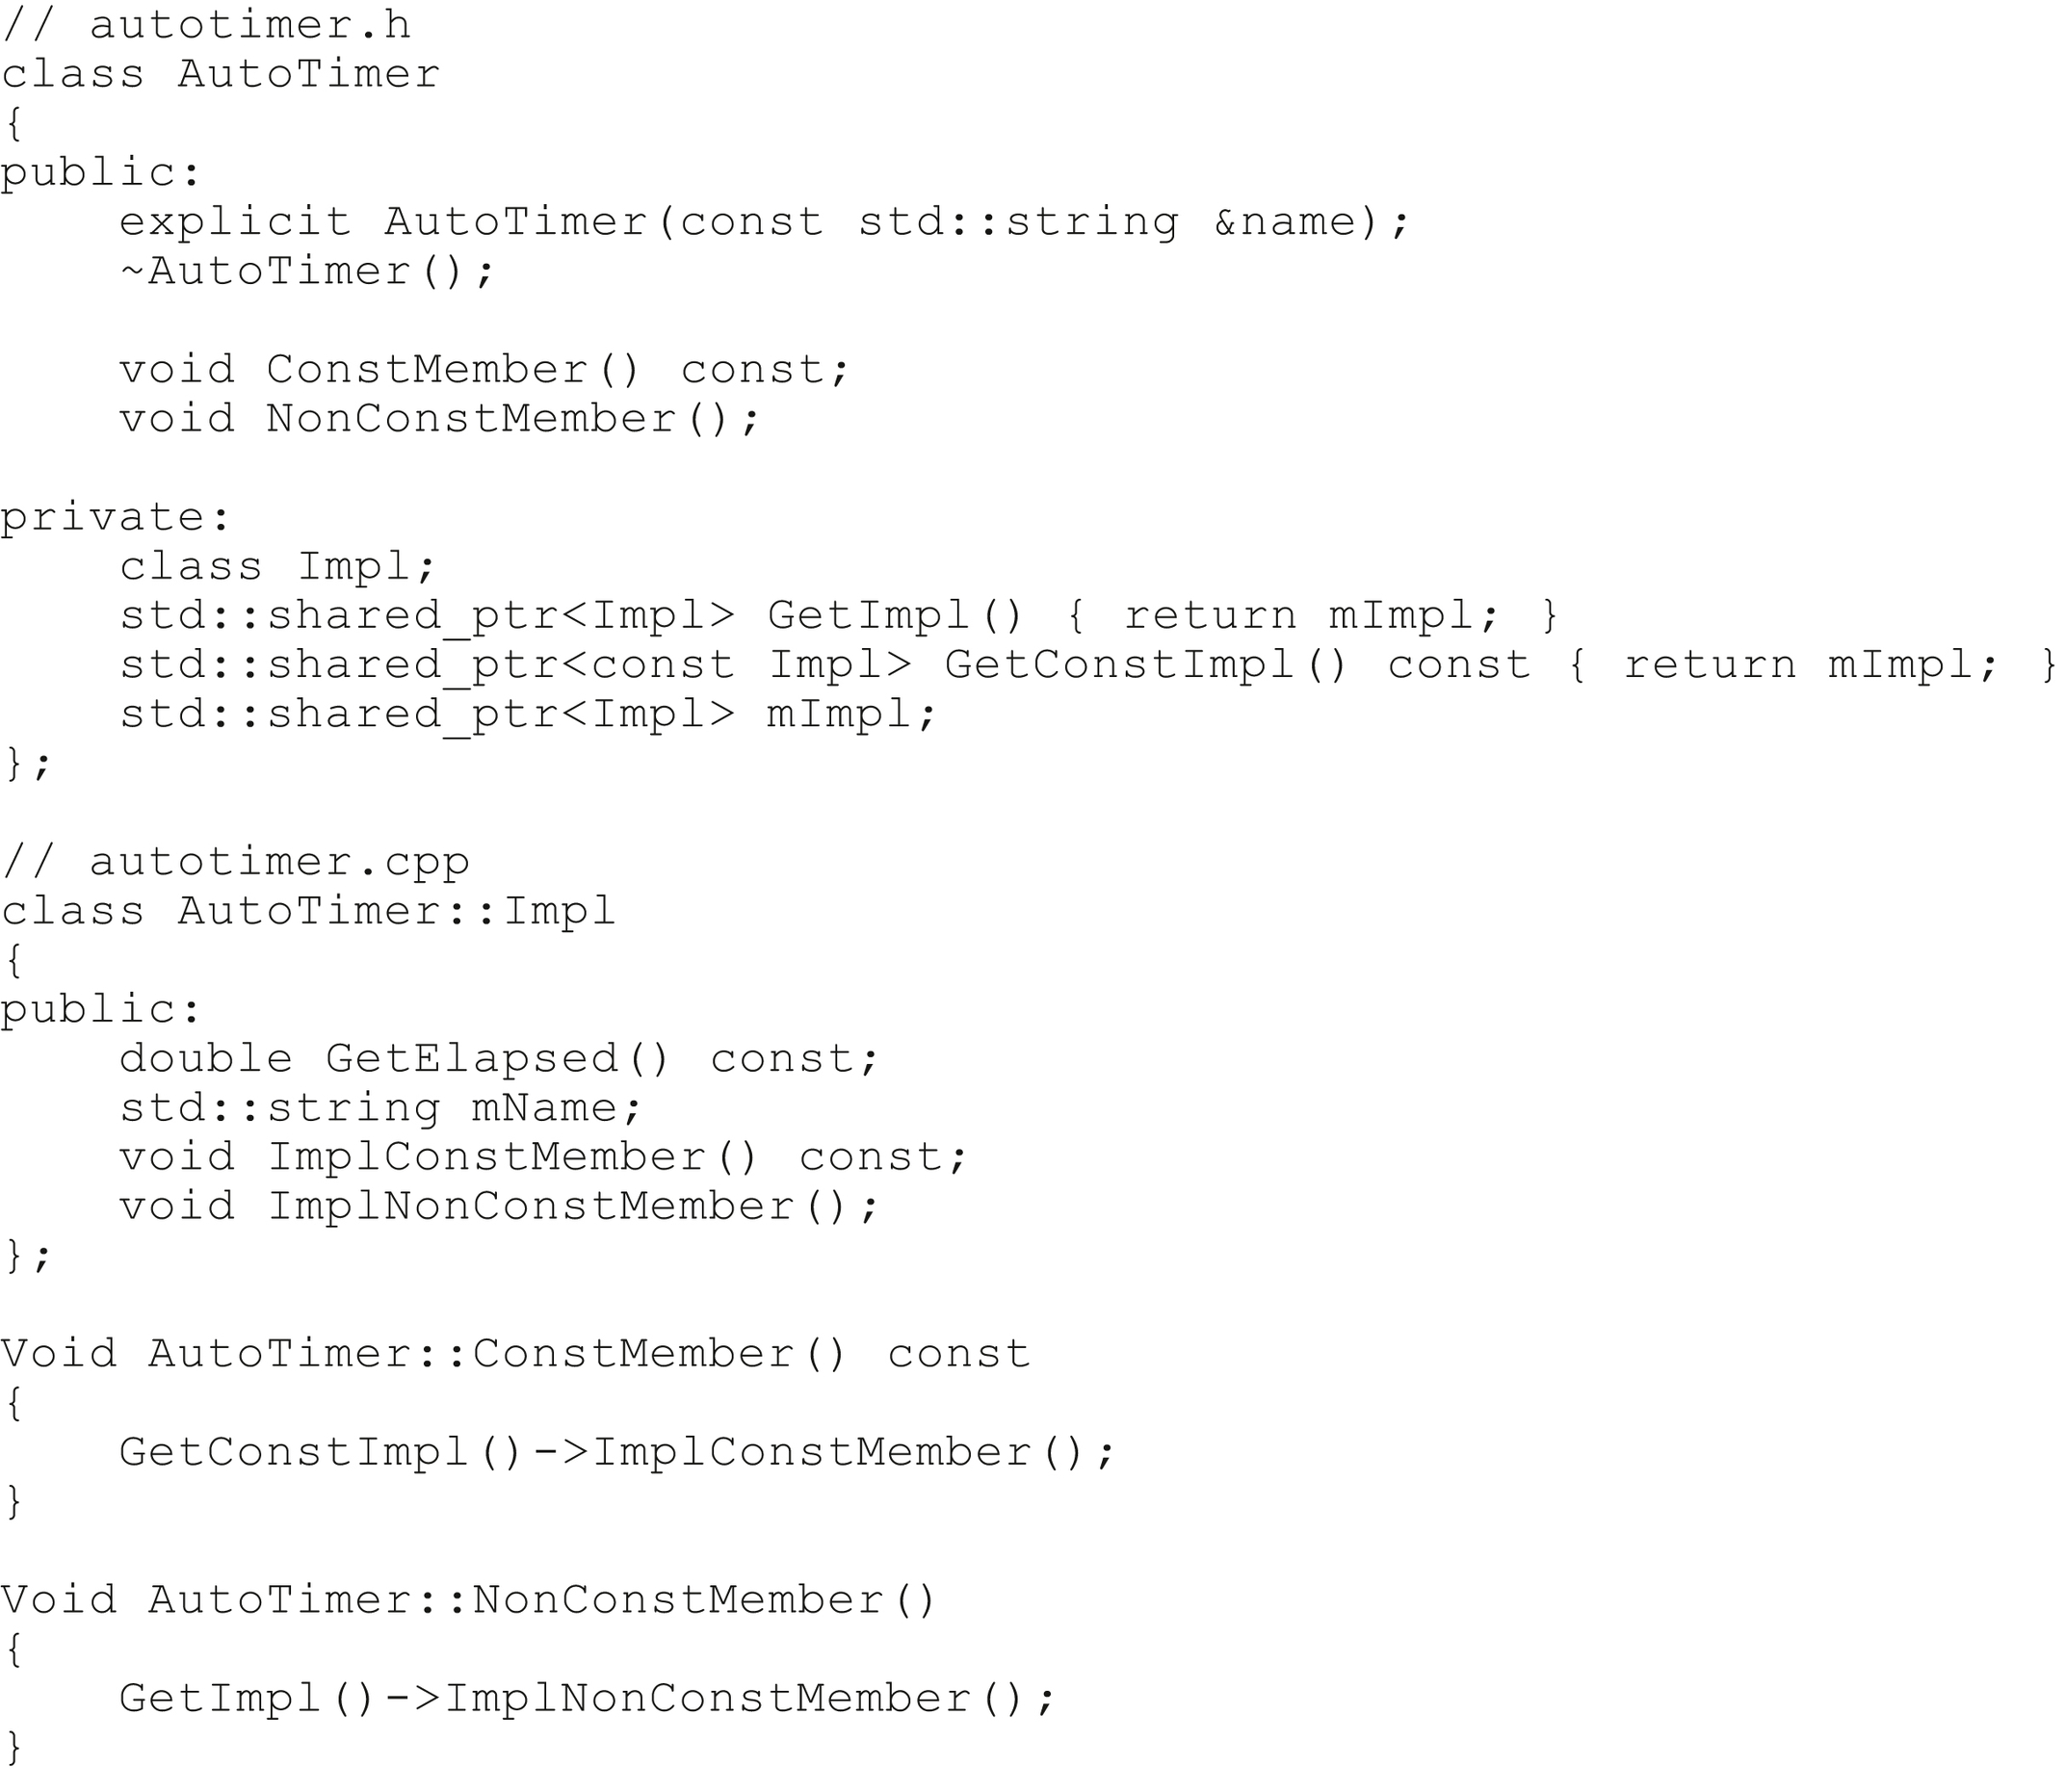 // autotimer.h
class AutoTimer
{
public:
    explicit AutoTimer(const std::string &name);
    ~AutoTimer();

    void ConstMember() const;
    void NonConstMember();

private:
    class Impl;
    std::shared_ptr<Impl> GetImpl() { return mImpl; }
    std::shared_ptr<const Impl> GetConstImpl() const { return mImpl; }
    std::shared_ptr<Impl> mImpl;
};

// autotimer.cpp
class AutoTimer::Impl
{
public:
    double GetElapsed() const;
    std::string mName;
    void ImplConstMember() const;
    void ImplNonConstMember();
};

Void AutoTimer::ConstMember() const
{
    GetConstImpl()->ImplConstMember();
}

Void AutoTimer::NonConstMember()
{
    GetImpl()->ImplNonConstMember();
}